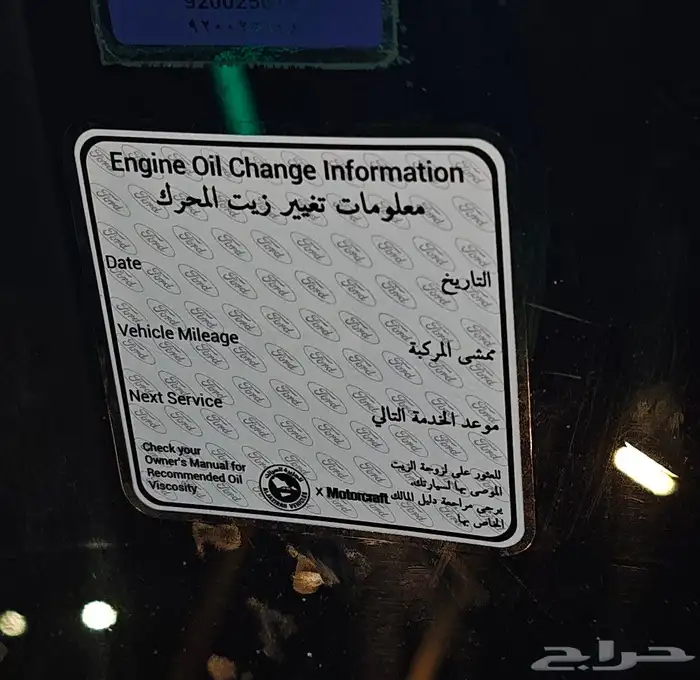 Engine Oil Change Information
معلومات تغيير زيت المحرك
Date
التاريخ
Vehicle Mileage
ممشى المركبة
Next Service
موعد الخدمة التالي
Check your
Owner's Manual for
Recommended Oil
Viscosity
x Motorcraft
للعثور على لزوجة الزيت
الموصى بها لسيارتك،
يرجى مراجعة دليل المالك
الخاص بها.
Ford
حراج